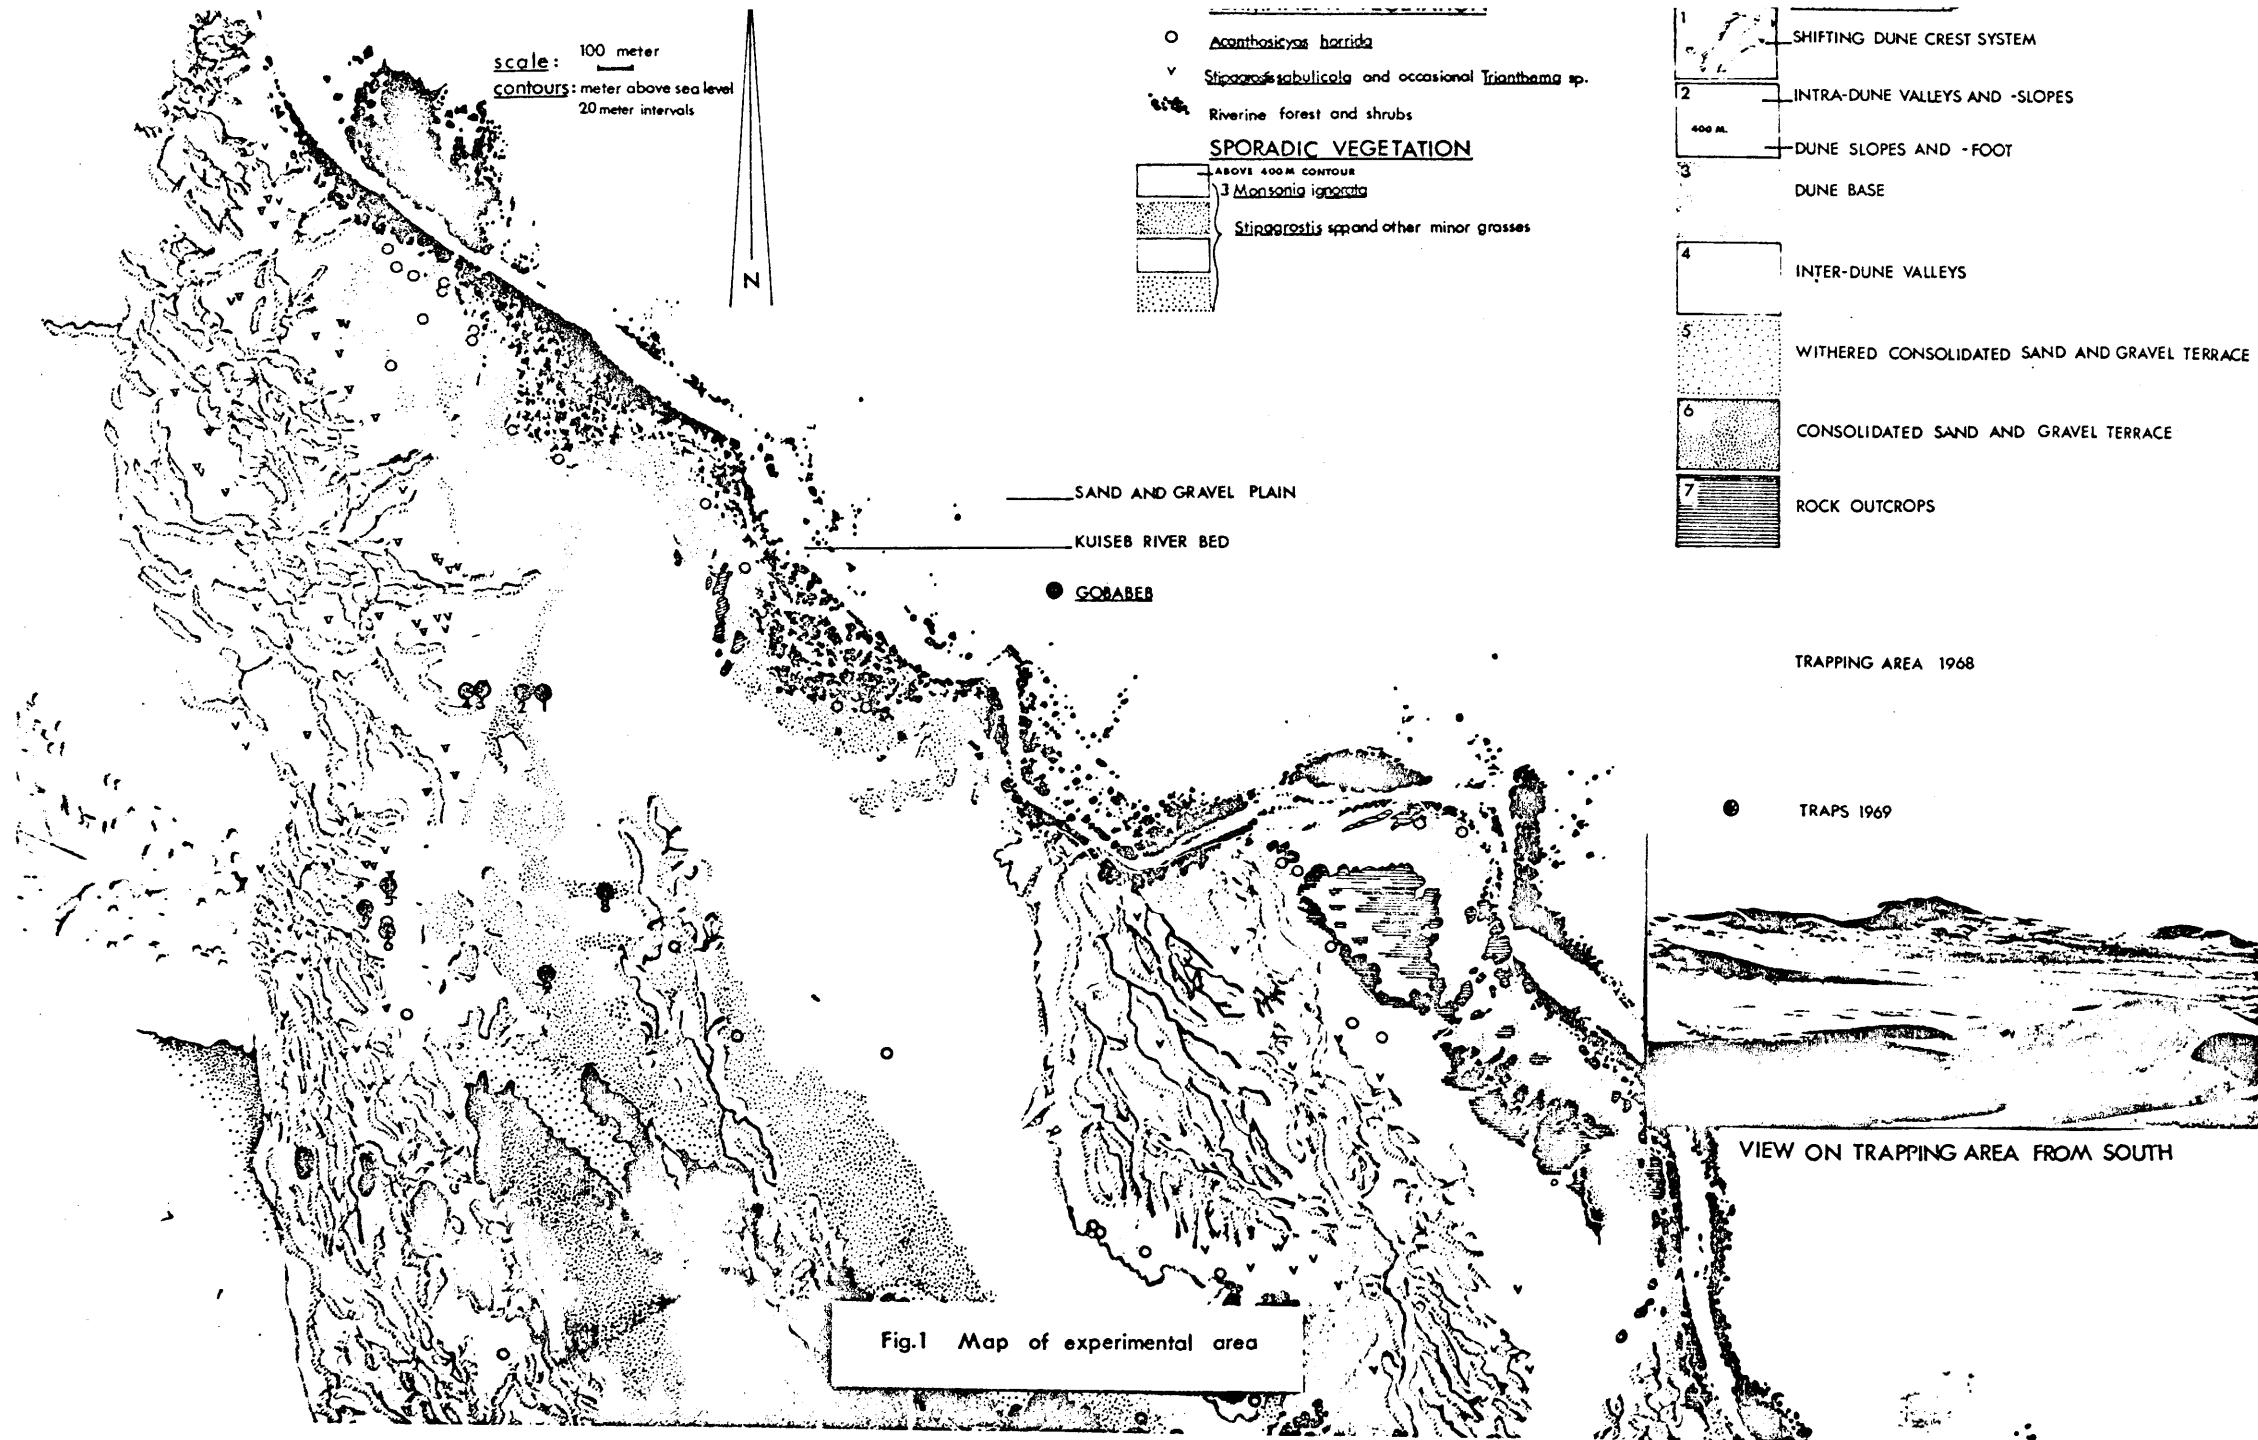 scale: 100 meter
contours: meter above sea level
20 meter intervals
N
VEGETATION
Acanthosicyos horrida
Stipagrostis sabulicola and occasional Trianthema sp.
Riverine forest and shrubs
SPORADIC VEGETATION
ABOVE 400M CONTOUR
3 Monsonia ignorata
Stipagrostis spp and other minor grasses
1
SHIFTING DUNE CREST SYSTEM
2
INTRA-DUNE VALLEYS AND -SLOPES
400 M.
DUNE SLOPES AND -FOOT
3
DUNE BASE
4
INTER-DUNE VALLEYS
5
WITHERED CONSOLIDATED SAND AND GRAVEL TERRACE
6
CONSOLIDATED SAND AND GRAVEL TERRACE
7
ROCK OUTCROPS
SAND AND GRAVEL PLAIN
KUISEB RIVER BED
GOBABEB
TRAPPING AREA 1968
TRAPS 1969
4 3 2 1
VIEW ON TRAPPING AREA FROM SOUTH
Fig.1 Map of experimental area